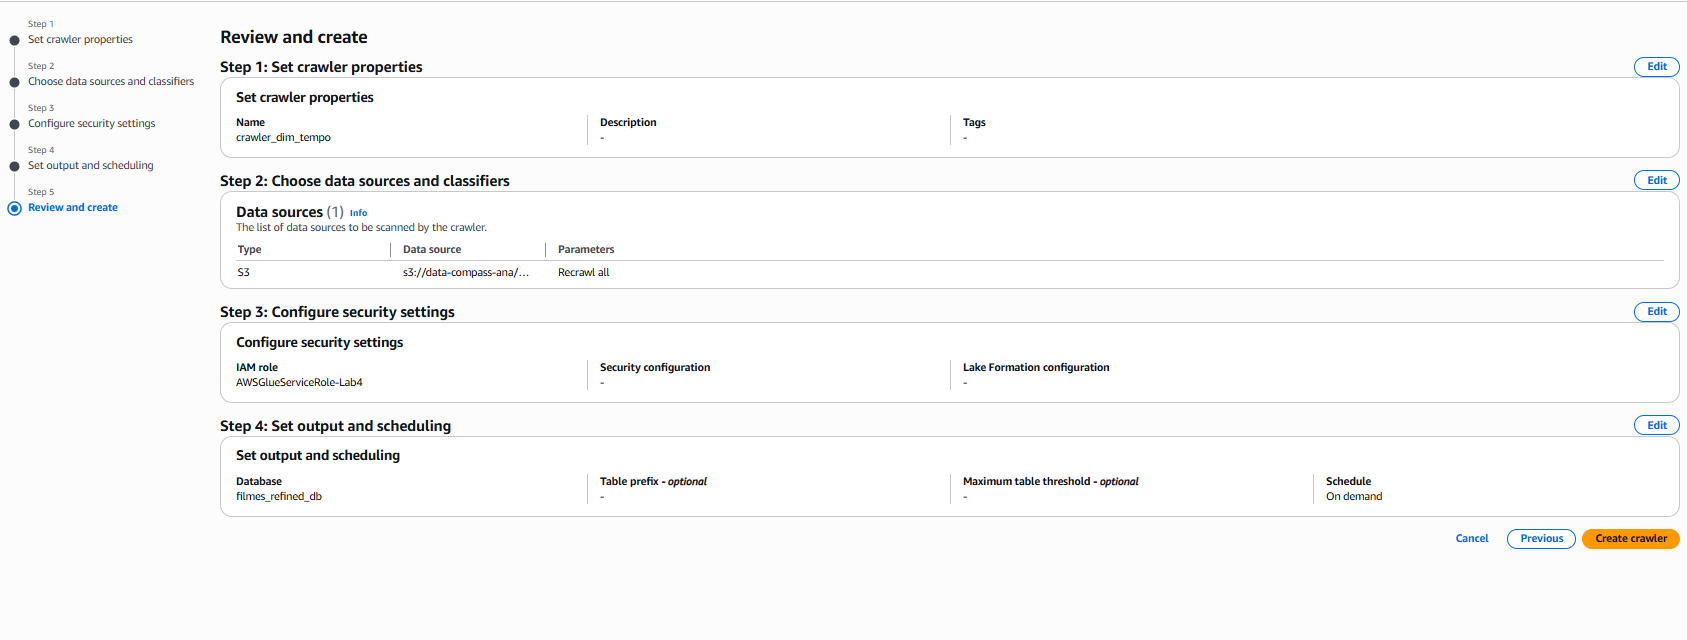 Step 1
Set crawler properties
Step 2
Choose data sources and classifiers
Step 3
Configure security settings
Step 4
Set output and scheduling
Step 5
Review and create
Review and create
Step 1: Set crawler properties
Edit
Set crawler properties
Name
crawler_dim_tempo
Description
-
Tags
-
Step 2: Choose data sources and classifiers
Edit
Data sources (1) Info
The list of data sources to be scanned by the crawler.
Type Data source Parameters
S3 s3://data-compass-ana/... Recrawl all
Step 3: Configure security settings
Edit
Configure security settings
IAM role
AWSGlueServiceRole-Lab4
Security configuration
-
Lake Formation configuration
-
Step 4: Set output and scheduling
Edit
Set output and scheduling
Database
filmes_refined_db
Table prefix - optional
-
Maximum table threshold - optional
-
Schedule
On demand
Cancel Previous Create crawler